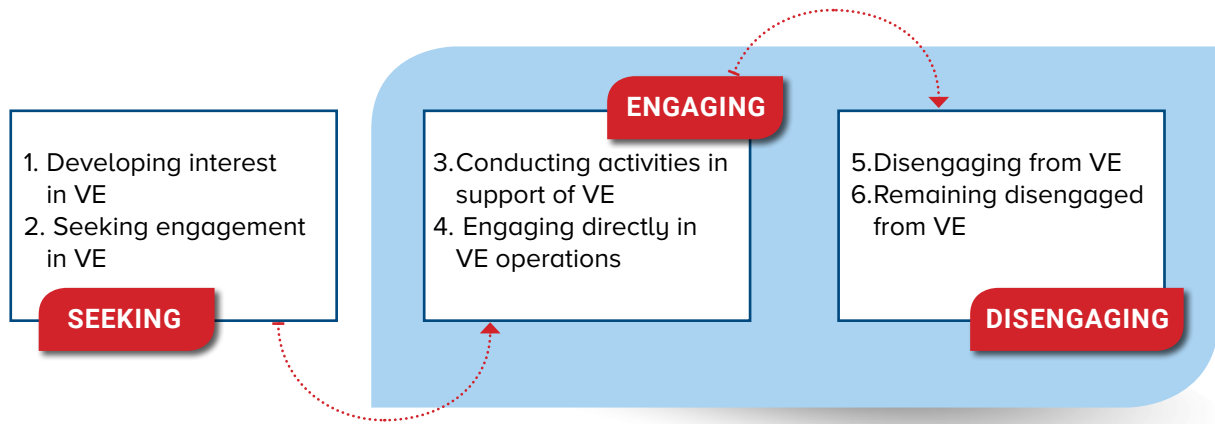 1. Developing interest
in VE
2. Seeking engagement
in VE
SEEKING
ENGAGING
3.Conducting activities in
support of VE
4. Engaging directly in
VE operations
5.Disengaging from VE
6.Remaining disengaged
from VE
DISENGAGING